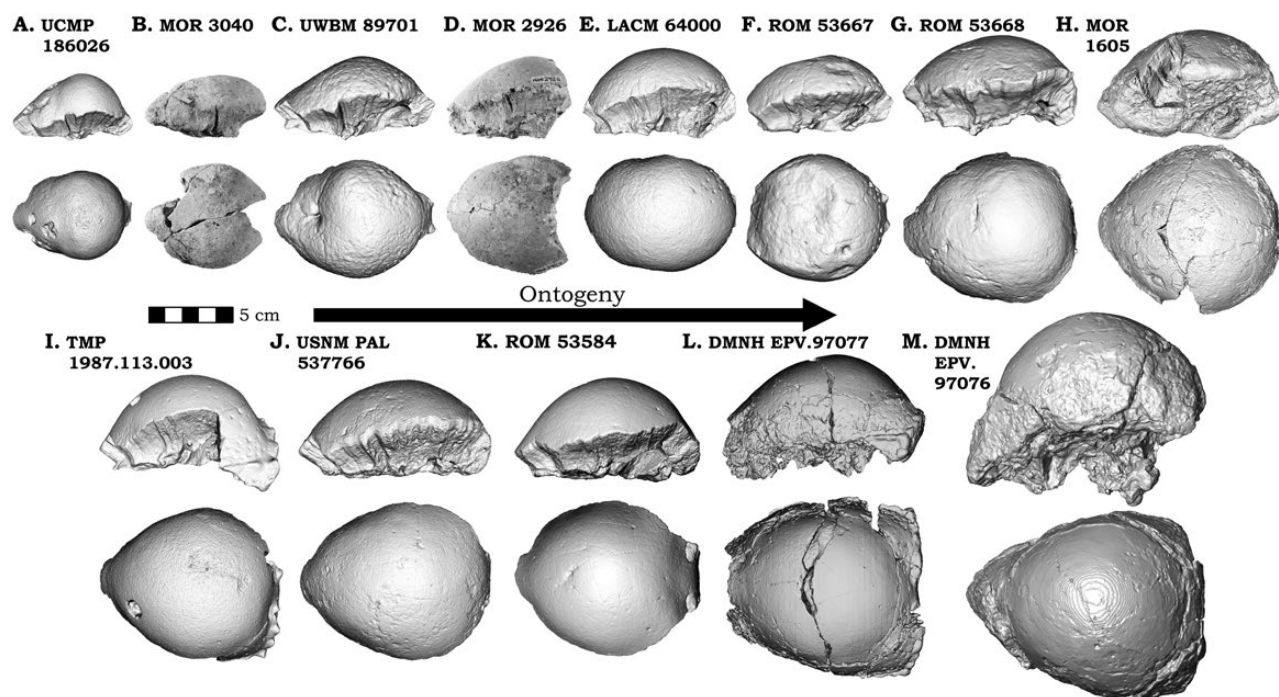 A. UCMP
186026
B. MOR 3040
C. UWBM 89701
D. MOR 2926
E. LACM 64000
F. ROM 53667
G. ROM 53668
H. MOR
1605
5 cm
Ontogeny
I. TMP
1987.113.003
J. USNM PAL
537766
K. ROM 53584
L. DMNH EPV.97077
M. DMNH
EPV.
97076